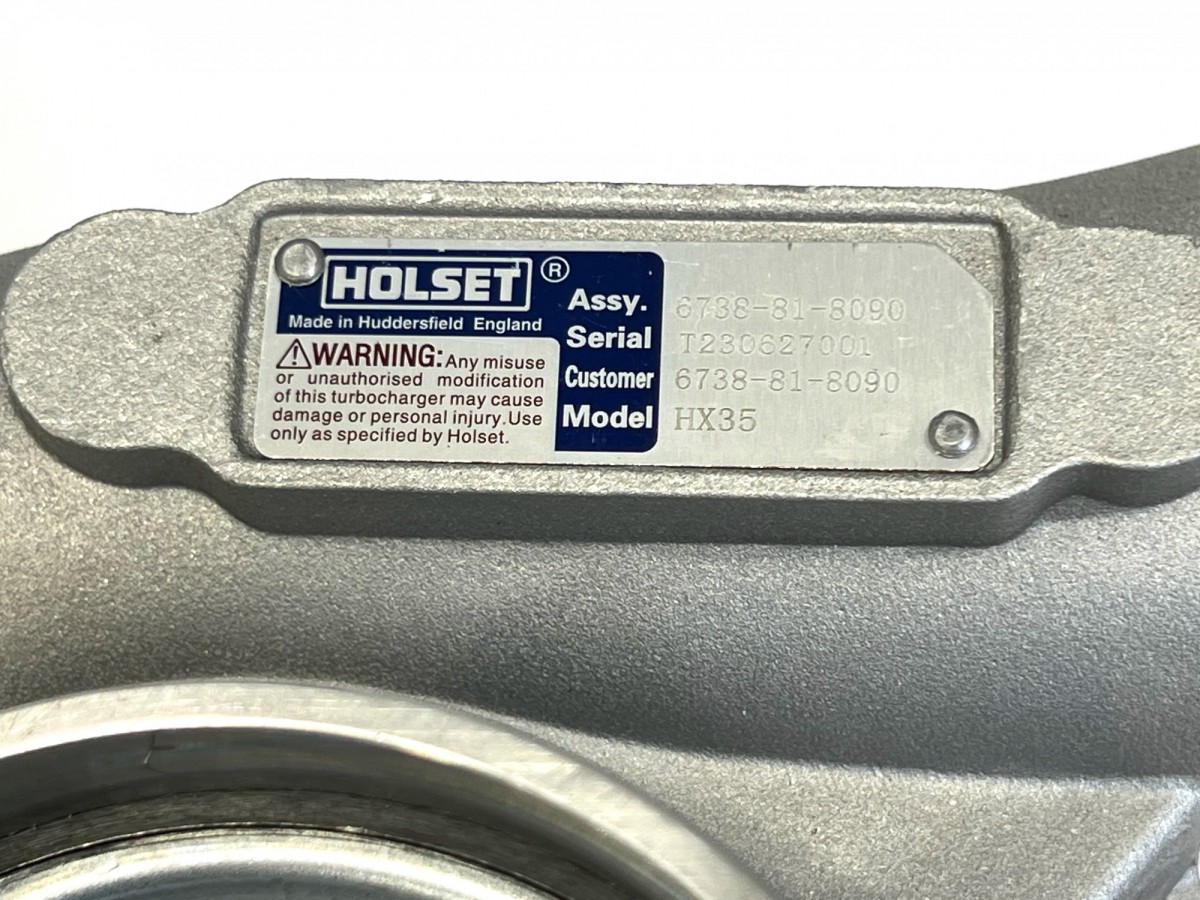 HOLSET ®
Made in Huddersfield England
⚠WARNING: Any misuse
or unauthorised modification
of this turbocharger may cause
damage or personal injury. Use
only as specified by Holset.
Assy. 6738-81-8090
Serial T230627001
Customer 6738-81-8090
Model HX35